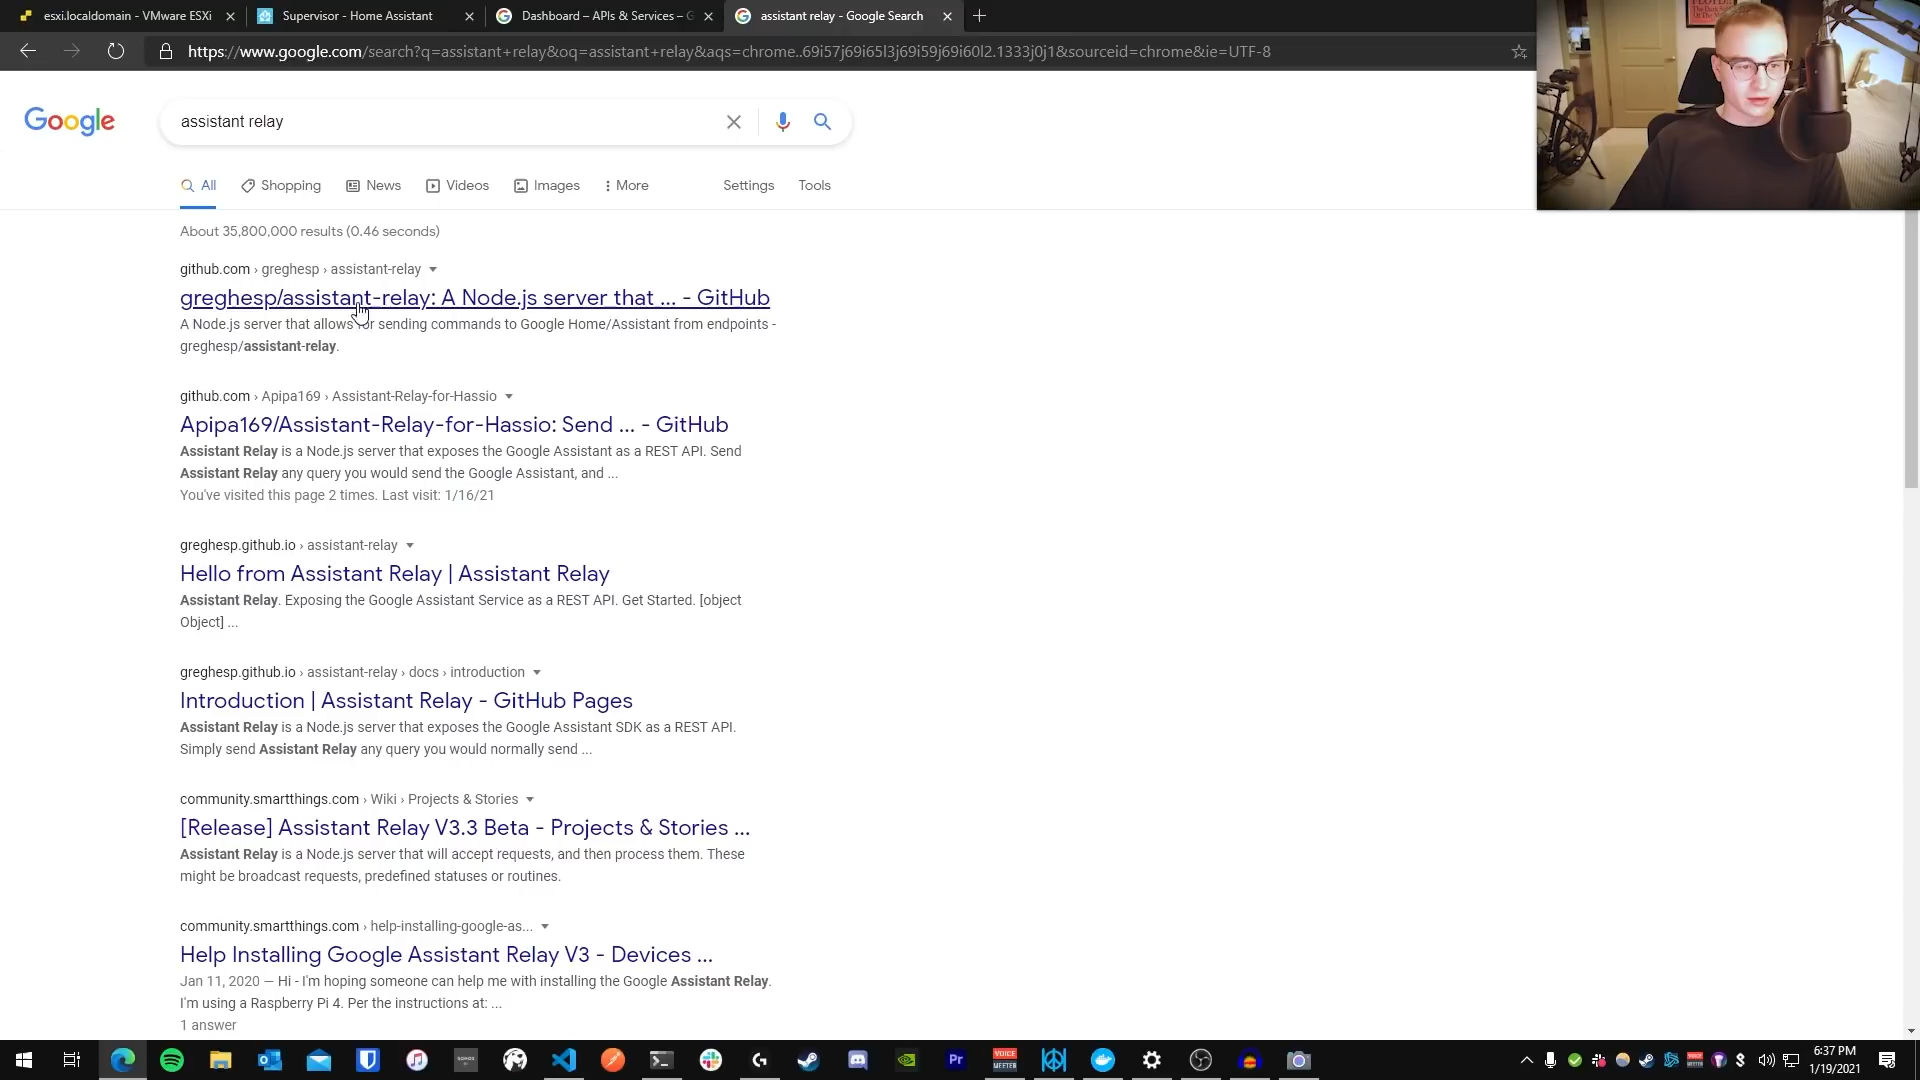 esxi.localdomain - VMware ESXi
Supervisor - Home Assistant
Dashboard – APIs & Services – G
assistant relay - Google Search
https://www.google.com/search?q=assistant+relay&oq=assistant+relay&aqs=chrome..69i57j69i65l3j69i59j69i60l2.1333j0j1&sourceid=chrome&ie=UTF-8
Google
assistant relay
All
Shopping
News
Videos
Images
More
Settings
Tools
About 35,800,000 results (0.46 seconds)
github.com › greghesp › assistant-relay
greghesp/assistant-relay: A Node.js server that ... - GitHub
A Node.js server that allows for sending commands to Google Home/Assistant from endpoints -
greghesp/assistant-relay.
github.com › Apipa169 › Assistant-Relay-for-Hassio
Apipa169/Assistant-Relay-for-Hassio: Send ... - GitHub
Assistant Relay is a Node.js server that exposes the Google Assistant as a REST API. Send
Assistant Relay any query you would send the Google Assistant, and ...
You've visited this page 2 times. Last visit: 1/16/21
greghesp.github.io › assistant-relay
Hello from Assistant Relay | Assistant Relay
Assistant Relay. Exposing the Google Assistant Service as a REST API. Get Started. [object
Object] ...
greghesp.github.io › assistant-relay › docs › introduction
Introduction | Assistant Relay - GitHub Pages
Assistant Relay is a Node.js server that exposes the Google Assistant SDK as a REST API.
Simply send Assistant Relay any query you would normally send ...
community.smartthings.com › Wiki › Projects & Stories
[Release] Assistant Relay V3.3 Beta - Projects & Stories ...
Assistant Relay is a Node.js server that will accept requests, and then process them. These
might be broadcast requests, predefined statuses or routines.
community.smartthings.com › help-installing-google-as...
Help Installing Google Assistant Relay V3 - Devices ...
Jan 11, 2020 — Hi - I'm hoping someone can help me with installing the Google Assistant Relay.
I'm using a Raspberry Pi 4. Per the instructions at: ...
1 answer
SONOS
Pr
VOICE
MEETER
6:37 PM
1/19/2021